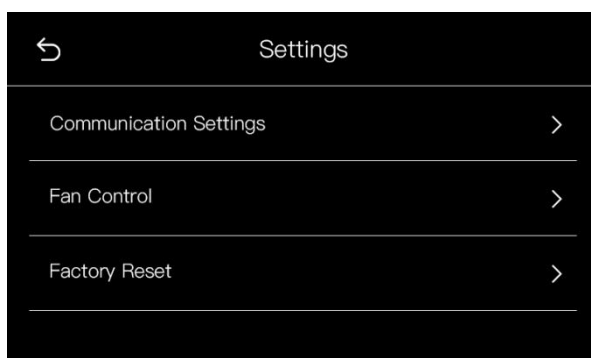 Settings
Communication Settings
Fan Control
Factory Reset